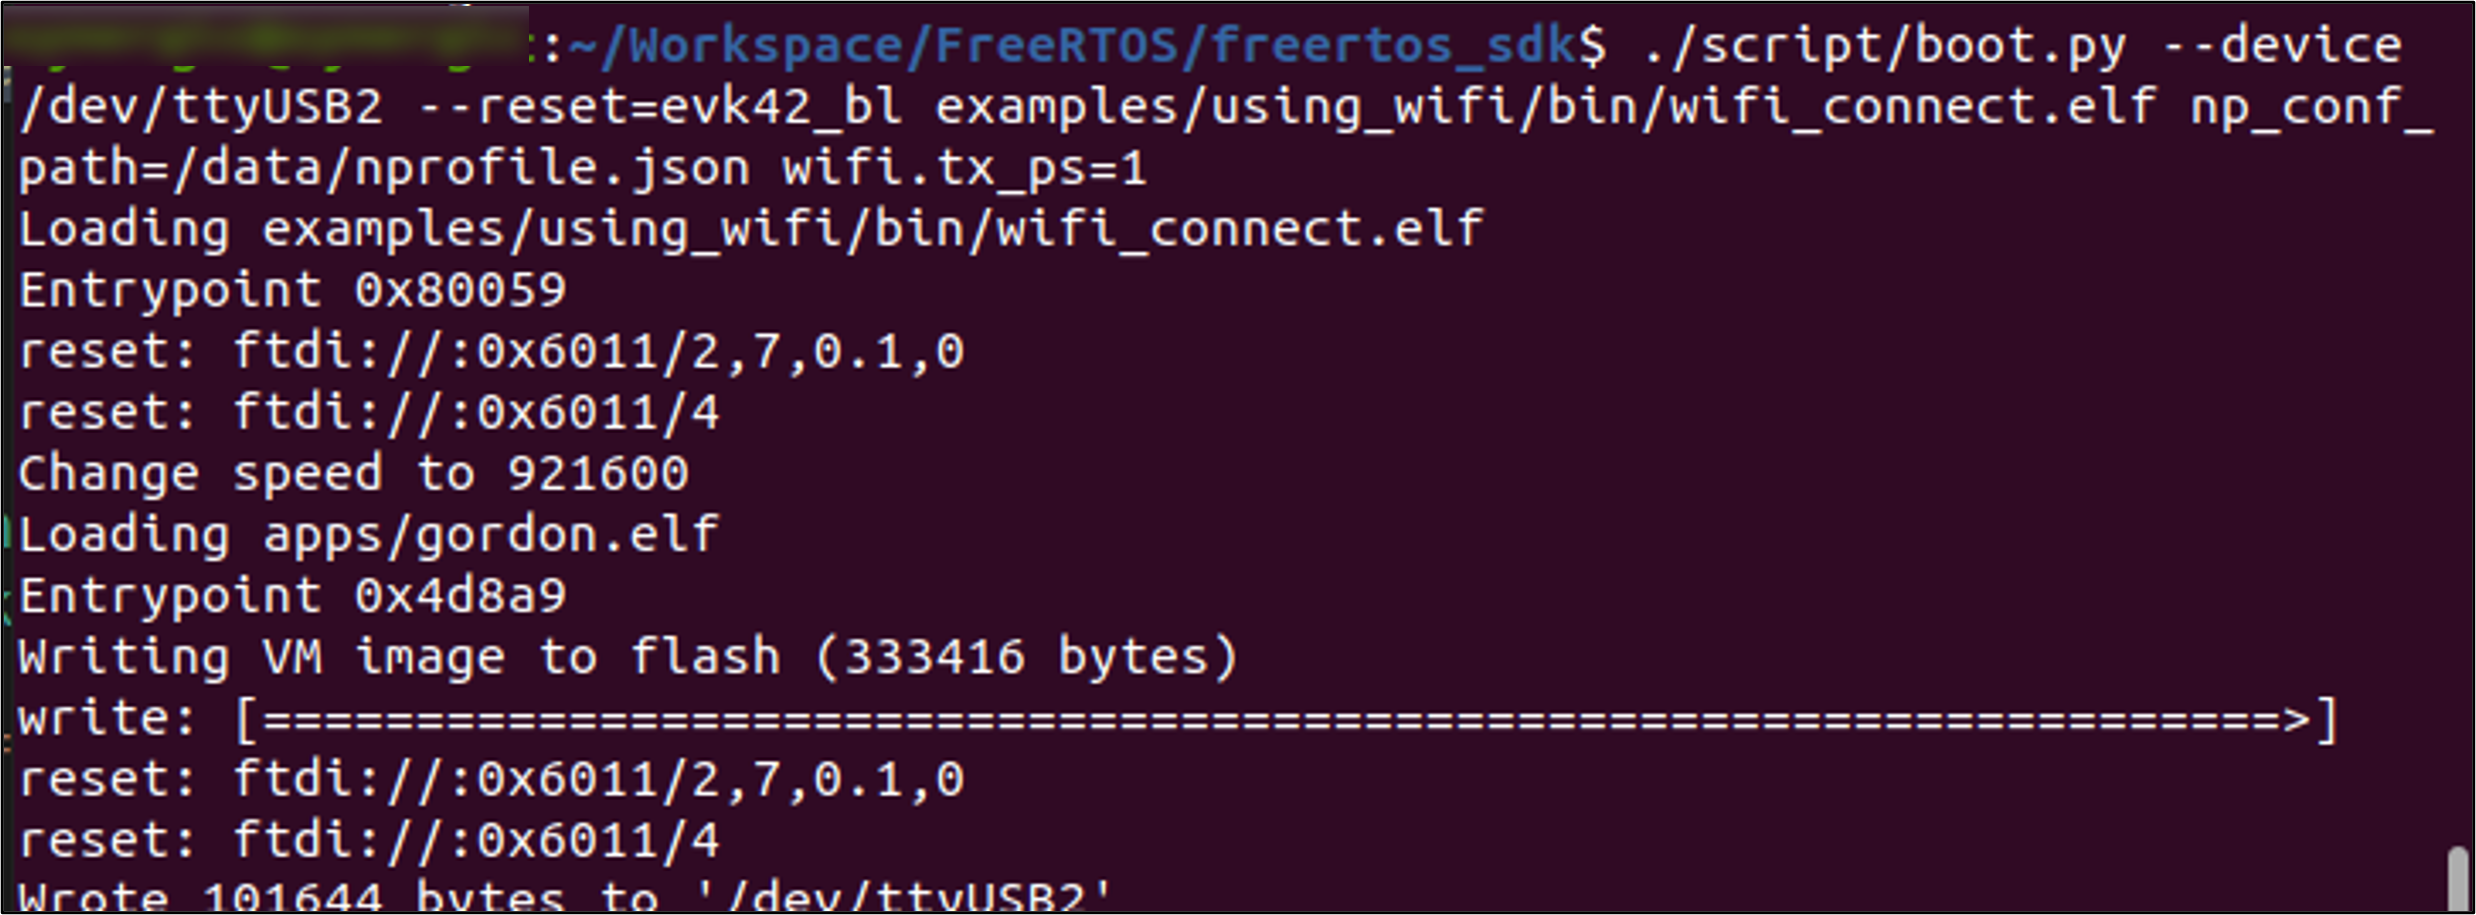 ::~/Workspace/FreeRTOS/freertos_sdk$ ./script/boot.py --device
/dev/ttyUSB2 --reset=evk42_bl examples/using_wifi/bin/wifi_connect.elf np_conf_
path=/data/nprofile.json wifi.tx_ps=1
Loading examples/using_wifi/bin/wifi_connect.elf
Entrypoint 0x80059
reset: ftdi://:0x6011/2,7,0.1,0
reset: ftdi://:0x6011/4
Change speed to 921600
Loading apps/gordon.elf
Entrypoint 0x4d8a9
Writing VM image to flash (333416 bytes)
write: [==================================================================>]
reset: ftdi://:0x6011/2,7,0.1,0
reset: ftdi://:0x6011/4
Wrote 101644 bytes to '/dev/ttyUSB2'